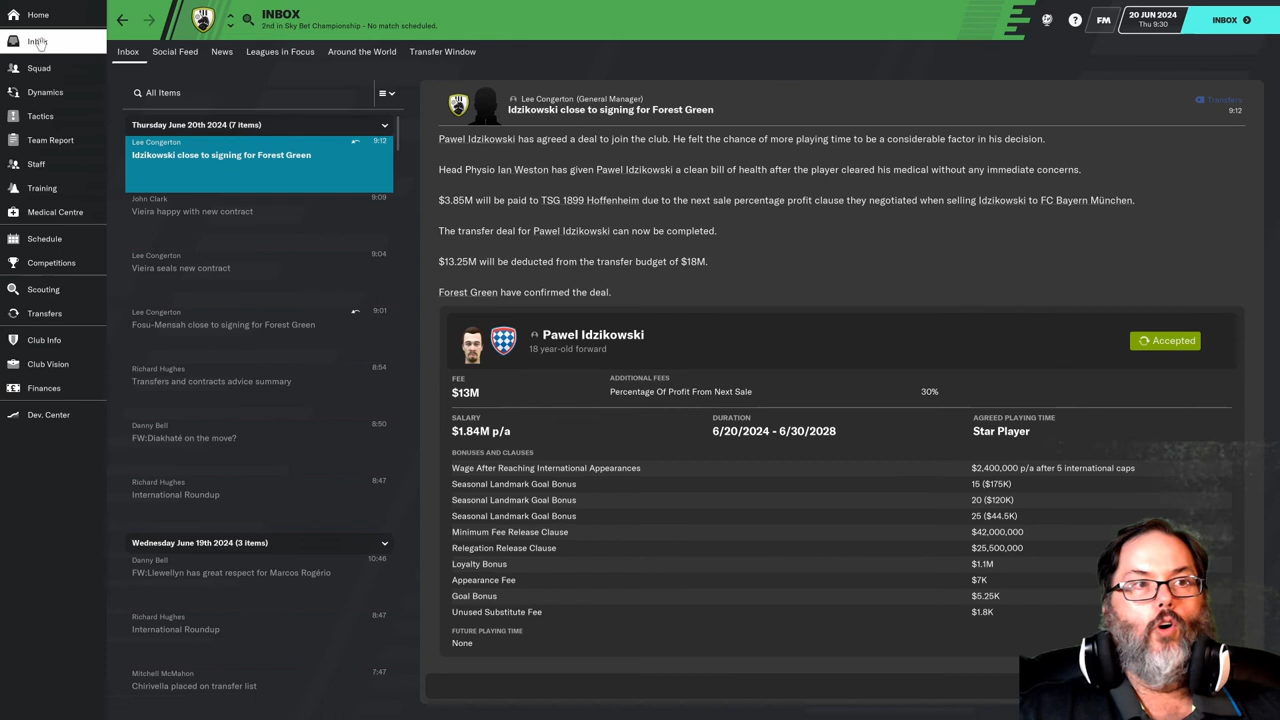 Home
INBOX
2nd in Sky Bet Championship - No match scheduled.
FM
20 JUN 2024
Thu 9:30
INBOX
Inbox
Squad
Dynamics
Tactics
Team Report
Staff
Training
Medical Centre
Schedule
Competitions
Scouting
Transfers
Club Info
Club Vision
Finances
Dev. Center
Inbox
Social Feed
News
Leagues in Focus
Around the World
Transfer Window
All Items
Thursday June 20th 2024 (7 items)
Lee Congerton
9:12
Idzikowski close to signing for Forest Green
John Clark
9:09
Vieira happy with new contract
Lee Congerton
9:04
Vieira seals new contract
Lee Congerton
9:01
Fosu-Mensah close to signing for Forest Green
Richard Hughes
8:54
Transfers and contracts advice summary
Danny Bell
8:50
FW:Diakhaté on the move?
Richard Hughes
8:47
International Roundup
Wednesday June 19th 2024 (3 items)
Danny Bell
10:46
FW:Llewellyn has great respect for Marcos Rogério
Richard Hughes
8:47
International Roundup
Mitchell McMahon
7:47
Chirivella placed on transfer list
Lee Congerton (General Manager)
Idzikowski close to signing for Forest Green
Transfers
9:12
Pawel Idzikowski has agreed a deal to join the club. He felt the chance of more playing time to be a considerable factor in his decision.
Head Physio Ian Weston has given Pawel Idzikowski a clean bill of health after the player cleared his medical without any immediate concerns.
$3.85M will be paid to TSG 1899 Hoffenheim due to the next sale percentage profit clause they negotiated when selling Idzikowski to FC Bayern München.
The transfer deal for Pawel Idzikowski can now be completed.
$13.25M will be deducted from the transfer budget of $18M.
Forest Green have confirmed the deal.
Pawel Idzikowski
18 year-old forward
Accepted
FEE
$13M
ADDITIONAL FEES
Percentage Of Profit From Next Sale
30%
SALARY
$1.84M p/a
DURATION
6/20/2024 - 6/30/2028
AGREED PLAYING TIME
Star Player
BONUSES AND CLAUSES
Wage After Reaching International Appearances
$2,400,000 p/a after 5 international caps
Seasonal Landmark Goal Bonus
15 ($175K)
Seasonal Landmark Goal Bonus
20 ($120K)
Seasonal Landmark Goal Bonus
25 ($44.5K)
Minimum Fee Release Clause
$42,000,000
Relegation Release Clause
$25,500,000
Loyalty Bonus
$1.1M
Appearance Fee
$7K
Goal Bonus
$5.25K
Unused Substitute Fee
$1.8K
FUTURE PLAYING TIME
None